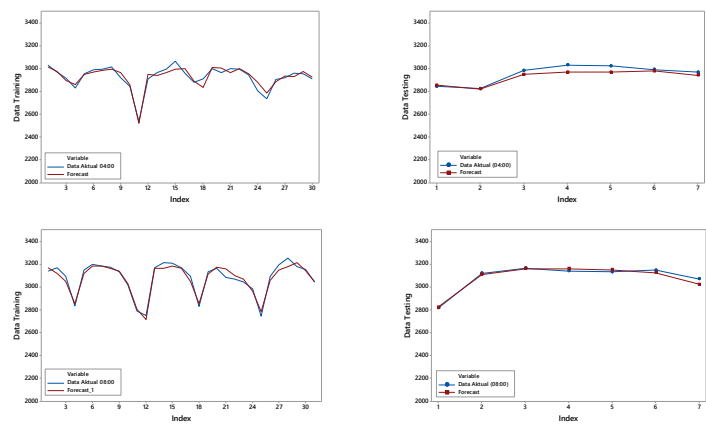 3400
3200
3000
2800
2600
2400
2200
2000
Data Training
Variable
Data Aktual 04:00
Forecast
3 6 9 12 15 18 21 24 27 30
Index
3400
3200
3000
2800
2600
2400
2200
2000
Data Testing
Variable
Data Aktual (04:00)
Forecast
1 2 3 4 5 6 7
Index
3400
3200
3000
2800
2600
2400
2200
2000
Data Training
Variable
Data Aktual 08:00
Forecast_1
3 6 9 12 15 18 21 24 27 30
Index
3400
3200
3000
2800
2600
2400
2200
2000
Data Testing
Variable
Data Aktual (08:00)
Forecast
1 2 3 4 5 6 7
Index